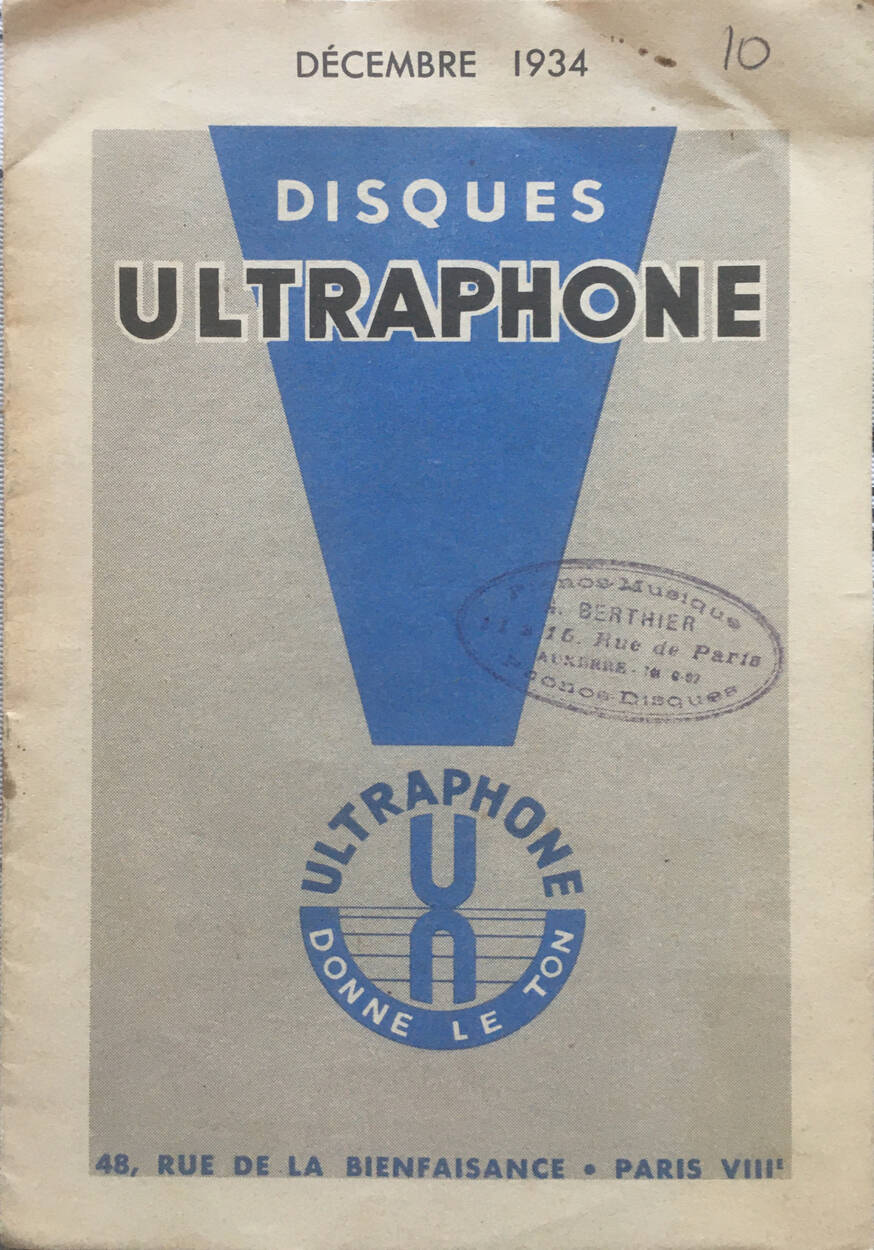 DÉCEMBRE 1934
10
DISQUES
ULTRAPHONE
Pianos-Musique
BERTHIER
Rue de Paris
AUXERRE
Disques
ULTRAPHONE
DONNE LE TON
48, RUE DE LA BIENFAISANCE • PARIS VIIIE